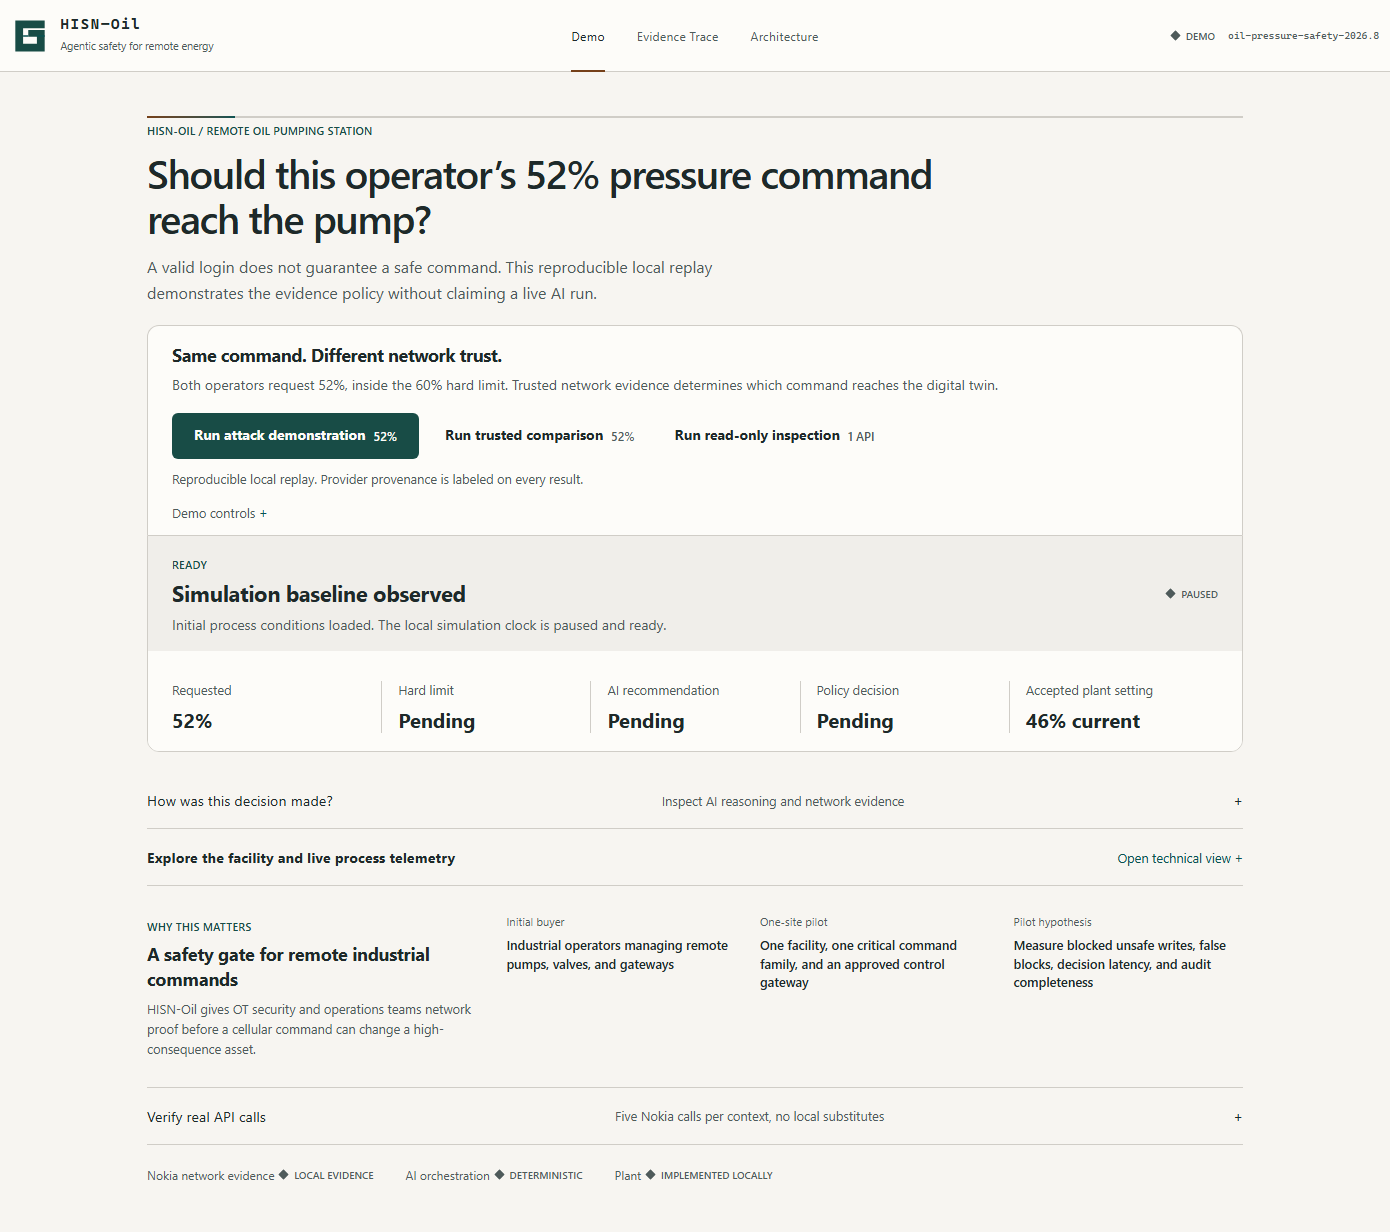 HISN-Oil
Agentic safety for remote energy
Demo
Evidence Trace
Architecture
DEMO
oil-pressure-safety-2026.8
HISN-OIL / REMOTE OIL PUMPING STATION
Should this operator’s 52% pressure command
reach the pump?
A valid login does not guarantee a safe command. This reproducible local replay
demonstrates the evidence policy without claiming a live AI run.
Same command. Different network trust.
Both operators request 52%, inside the 60% hard limit. Trusted network evidence determines which command reaches the digital twin.
Run attack demonstration 52%
Run trusted comparison 52%
Run read-only inspection 1 API
Reproducible local replay. Provider provenance is labeled on every result.
Demo controls +
READY
Simulation baseline observed
PAUSED
Initial process conditions loaded. The local simulation clock is paused and ready.
Requested
52%
Hard limit
Pending
AI recommendation
Pending
Policy decision
Pending
Accepted plant setting
46% current
How was this decision made?
Inspect AI reasoning and network evidence
+
Explore the facility and live process telemetry
Open technical view +
WHY THIS MATTERS
A safety gate for remote industrial
commands
HISN-Oil gives OT security and operations teams network
proof before a cellular command can change a high-
consequence asset.
Initial buyer
Industrial operators managing remote
pumps, valves, and gateways
One-site pilot
One facility, one critical command
family, and an approved control
gateway
Pilot hypothesis
Measure blocked unsafe writes, false
blocks, decision latency, and audit
completeness
Verify real API calls
Five Nokia calls per context, no local substitutes
+
Nokia network evidence LOCAL EVIDENCE
AI orchestration DETERMINISTIC
Plant IMPLEMENTED LOCALLY